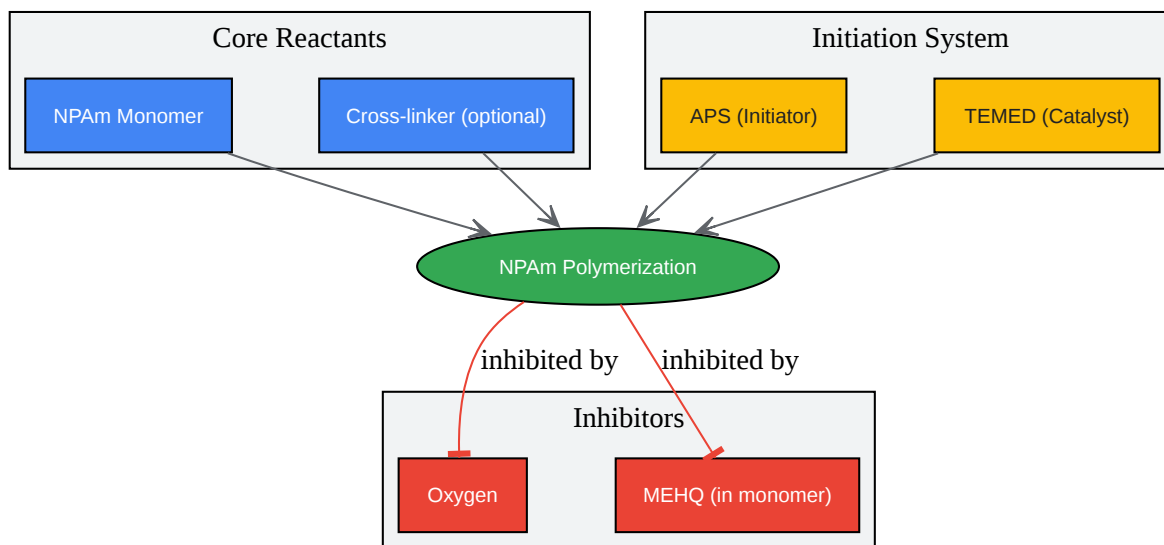 Core Reactants
Initiation System
NPAm Monomer
Cross-linker (optional)
APS (Initiator)
TEMED (Catalyst)
NPAm Polymerization
inhibited by
inhibited by
Inhibitors
Oxygen
MEHQ (in monomer)